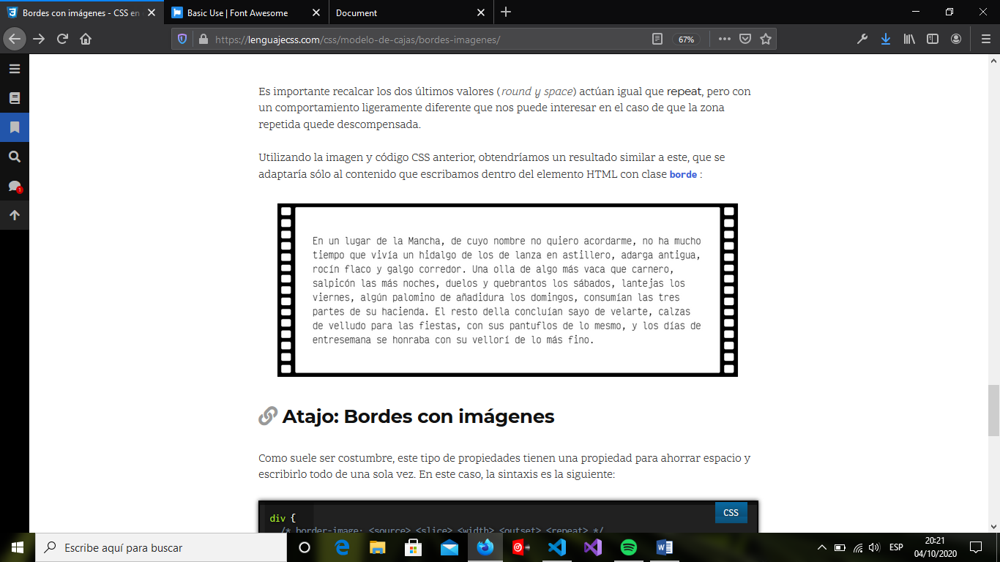 Bordes con imágenes - CSS en
Basic Use | Font Awesome
Document
https://lenguajecss.com/css/modelo-de-cajas/bordes-imagenes/
67%
Es importante recalcar los dos últimos valores (round y space) actúan igual que repeat, pero con
un comportamiento ligeramente diferente que nos puede interesar en el caso de que la zona
repetida quede descompensada.
Utilizando la imagen y código CSS anterior, obtendríamos un resultado similar a este, que se
adaptaría sólo al contenido que escribamos dentro del elemento HTML con clase borde :
En un lugar de la Mancha, de cuyo nombre no quiero acordarme, no ha mucho
tiempo que vivía un hidalgo de los de lanza en astillero, adarga antigua,
rocín flaco y galgo corredor. Una olla de algo más vaca que carnero,
salpicón las más noches, duelos y quebrantos los sábados, lantejas los
viernes, algún palomino de añadidura los domingos, consumían las tres
partes de su hacienda. El resto della concluían sayo de velarte, calzas
de velludo para las fiestas, con sus pantuflos de lo mesmo, y los días de
entresemana se honraba con su vellorí de lo más fino.
Atajo: Bordes con imágenes
Como suele ser costumbre, este tipo de propiedades tienen una propiedad para ahorrar espacio y
escribirlo todo de una sola vez. En este caso, la sintaxis es la siguiente:
CSS
div {
/* border-image: <source> <slice> <width> <outset> <repeat> */
Escribe aquí para buscar
ESP
20:21
04/10/2020